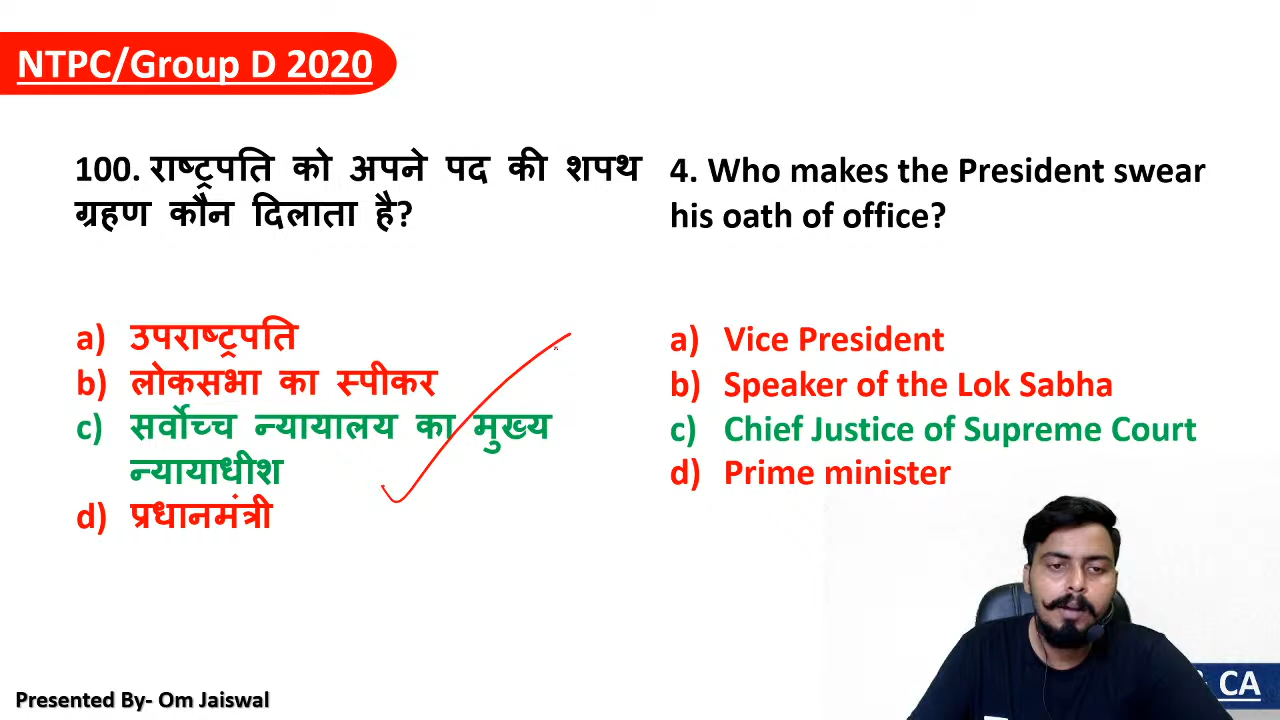 NTPC/Group D 2020
100. राष्ट्रपति को अपने पद की शपथ
ग्रहण कौन दिलाता है?
a) उपराष्ट्रपति
b) लोकसभा का स्पीकर
c) सर्वोच्च न्यायालय का मुख्य
न्यायाधीश
d) प्रधानमंत्री
4. Who makes the President swear
his oath of office?
a) Vice President
b) Speaker of the Lok Sabha
c) Chief Justice of Supreme Court
d) Prime minister
Presented By- Om Jaiswal
CA